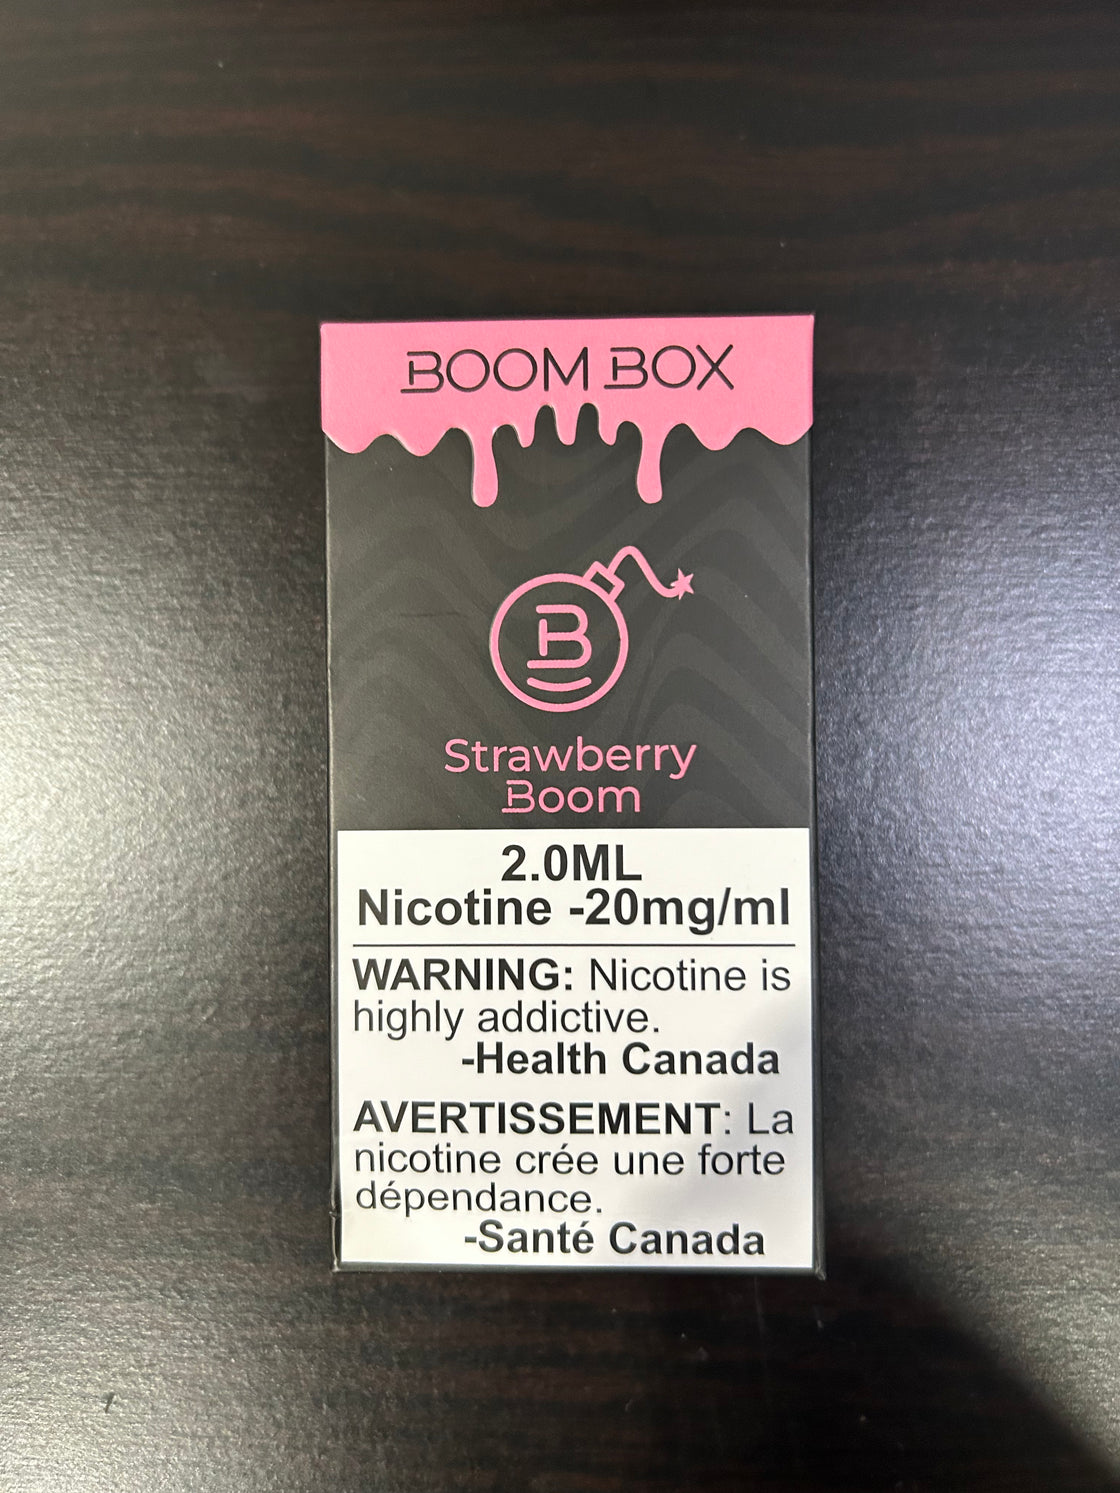 BOOM BOX
B
Strawberry
Boom
2.0ML
Nicotine -20mg/ml
WARNING: Nicotine is
highly addictive.
-Health Canada
AVERTISSEMENT: La
nicotine crée une forte
dépendance.
-Santé Canada